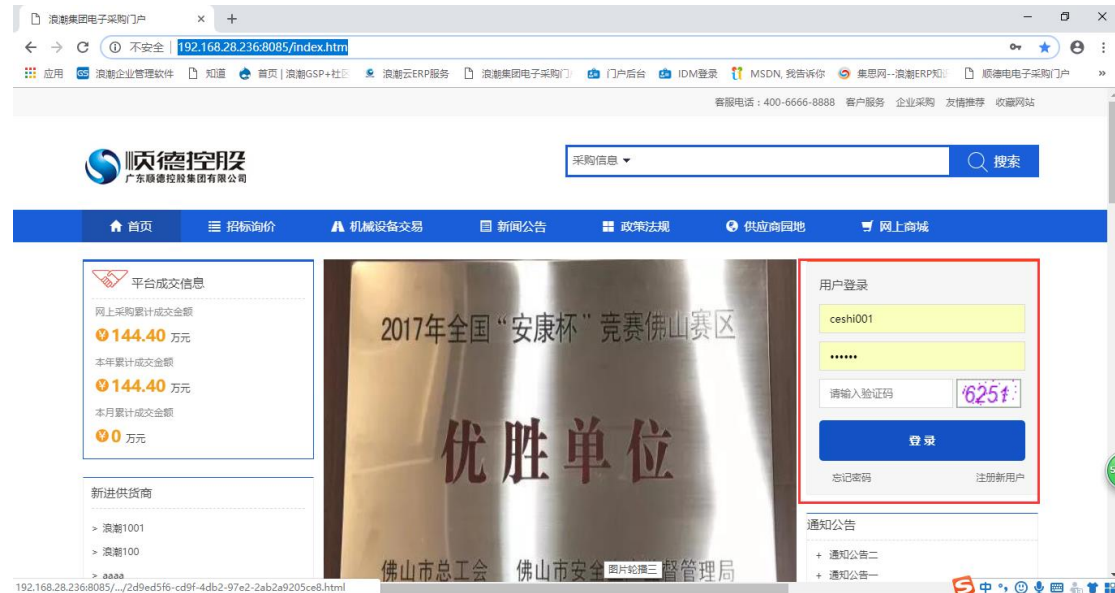 浪潮集团电子采购门户
不安全 | 192.168.28.236:8085/index.htm
应用 浪潮企业管理软件 知道 首页 | 浪潮GSP+社区 浪潮云ERP服务 浪潮集团电子采购门 门户后台 IDM登录 MSDN, 我告诉你 集思网--浪潮ERP知 顺德电电子采购门户 »
客服电话：400-6666-8888 客户服务 企业采购 友情推荐 收藏网站
顺德控股
广东顺德控股集团有限公司
采购信息 搜索
首页 招标询价 机械设备交易 新闻公告 政策法规 供应商园地 网上商城
平台成交信息
网上采购累计成交金额
144.40 万元
本年累计成交金额
144.40 万元
本月累计成交金额
0 万元
新进供货商
> 浪潮1001
> 浪潮100
> aaaa
2017年全国“安康杯”竞赛佛山赛区
优胜单位
佛山市总工会 佛山市安全 督管理局
图片轮播三
用户登录
ceshi001
••••••
请输入验证码 6251
登录
忘记密码 注册新用户
通知公告
+ 通知公告二
+ 通知公告一
192.168.28.236:8085/.../2d9ed5f6-cd9f-4db2-97e2-2ab2a9205ce8.html
中